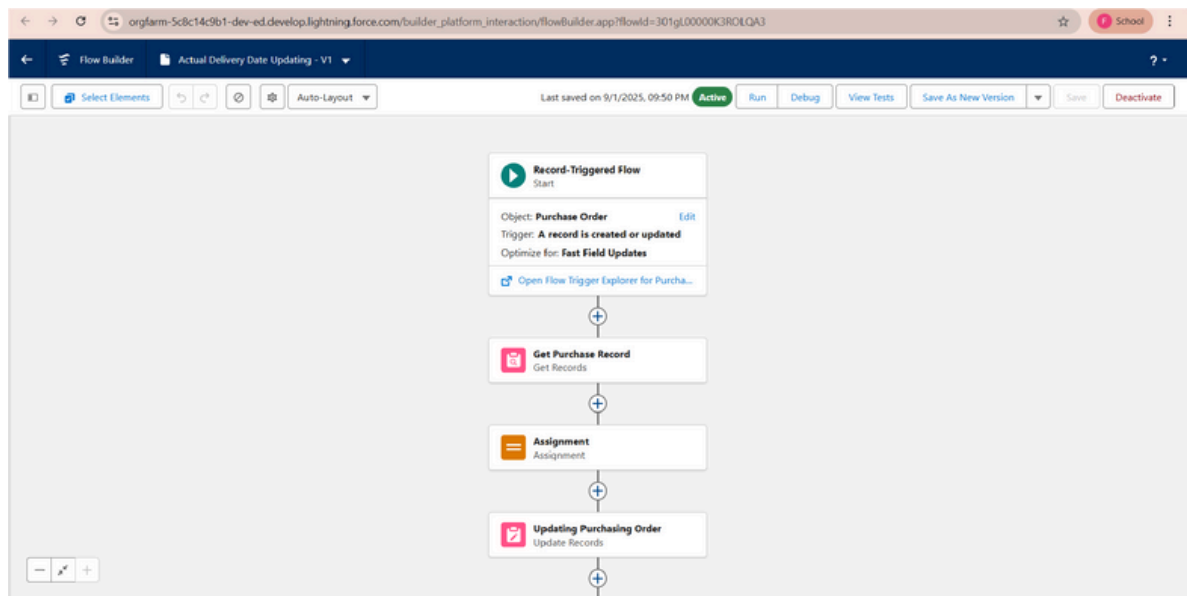 orgfarm-5c8c14c9b1-dev-ed.develop.lightning.force.com/builder_platform_interaction/flowBuilder.app?flowId=301gL00000K3ROLQA3
F School
Flow Builder
Actual Delivery Date Updating - V1
?
Select Elements
Auto-Layout
Last saved on 9/1/2025, 09:50 PM
Active
Run
Debug
View Tests
Save As New Version
Save
Deactivate
Record-Triggered Flow
Start
Object: Purchase Order
Edit
Trigger: A record is created or updated
Optimize for: Fast Field Updates
Open Flow Trigger Explorer for Purcha...
Get Purchase Record
Get Records
Assignment
Assignment
Updating Purchasing Order
Update Records